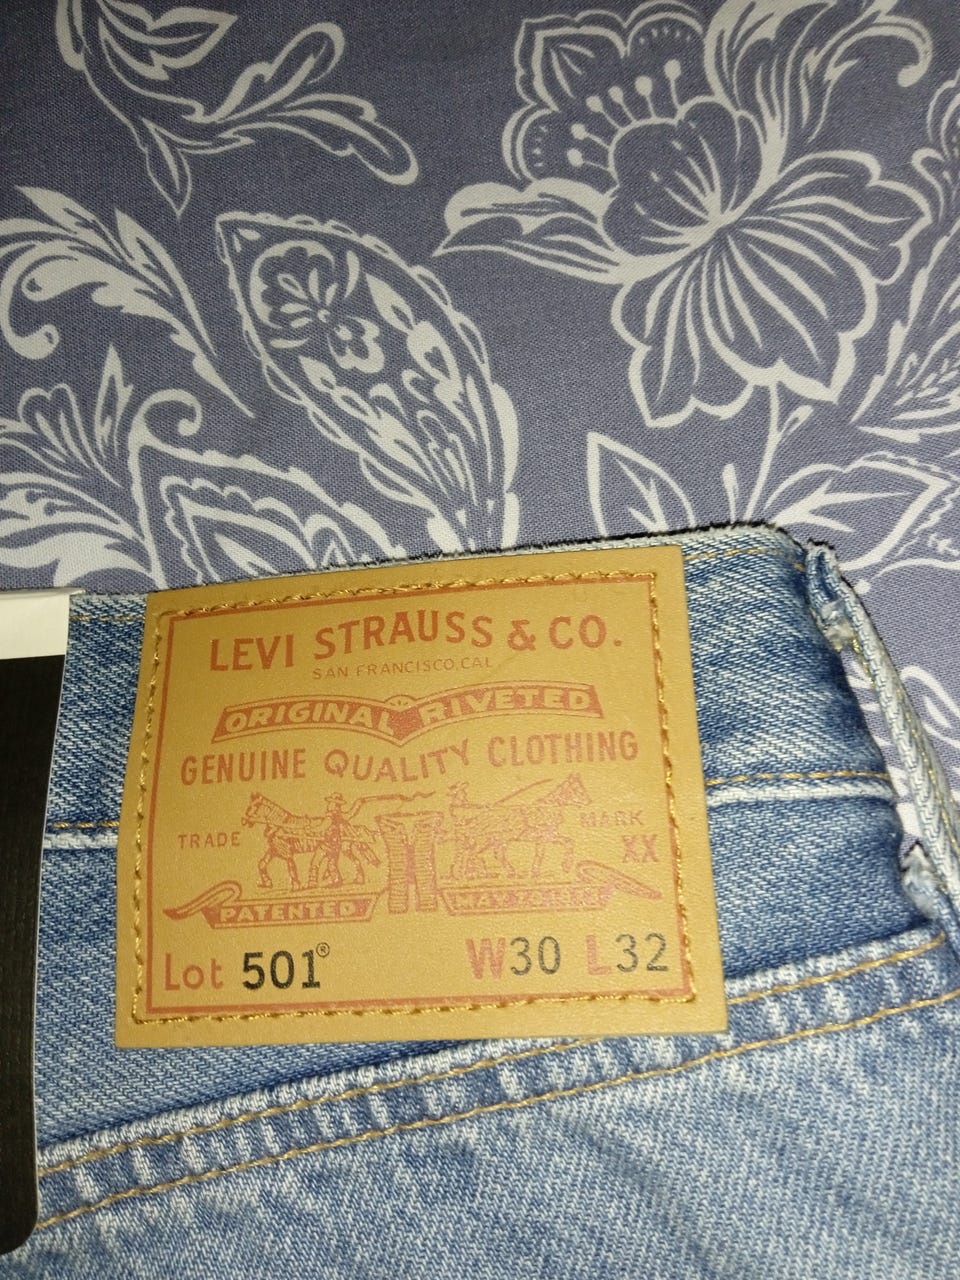 LEVI STRAUSS & CO.
SAN FRANCISCO, CAL
ORIGINAL RIVETED
GENUINE QUALITY CLOTHING
TRADE MARK
XX
PATENTED MAY
Lot 501® W30 L32